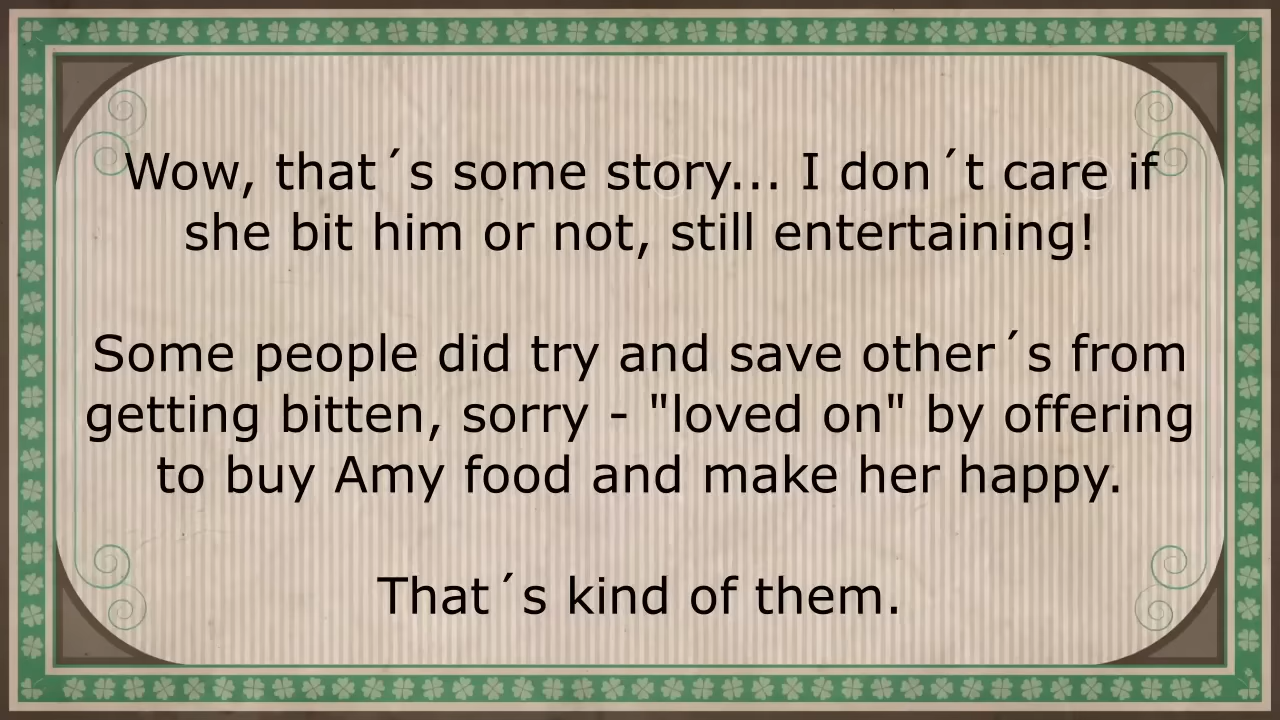 Wow, that´s some story... I don´t care if
she bit him or not, still entertaining!
Some people did try and save other´s from
getting bitten, sorry - "loved on" by offering
to buy Amy food and make her happy.
That´s kind of them.